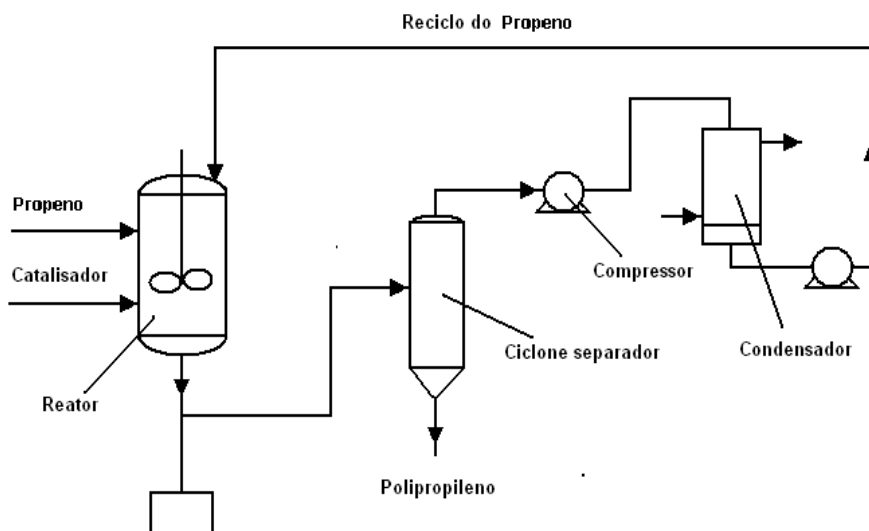 Reciclo do Propeno
Propeno
Catalisador
Reator
Compressor
Ciclone separador
Condensador
Polipropileno